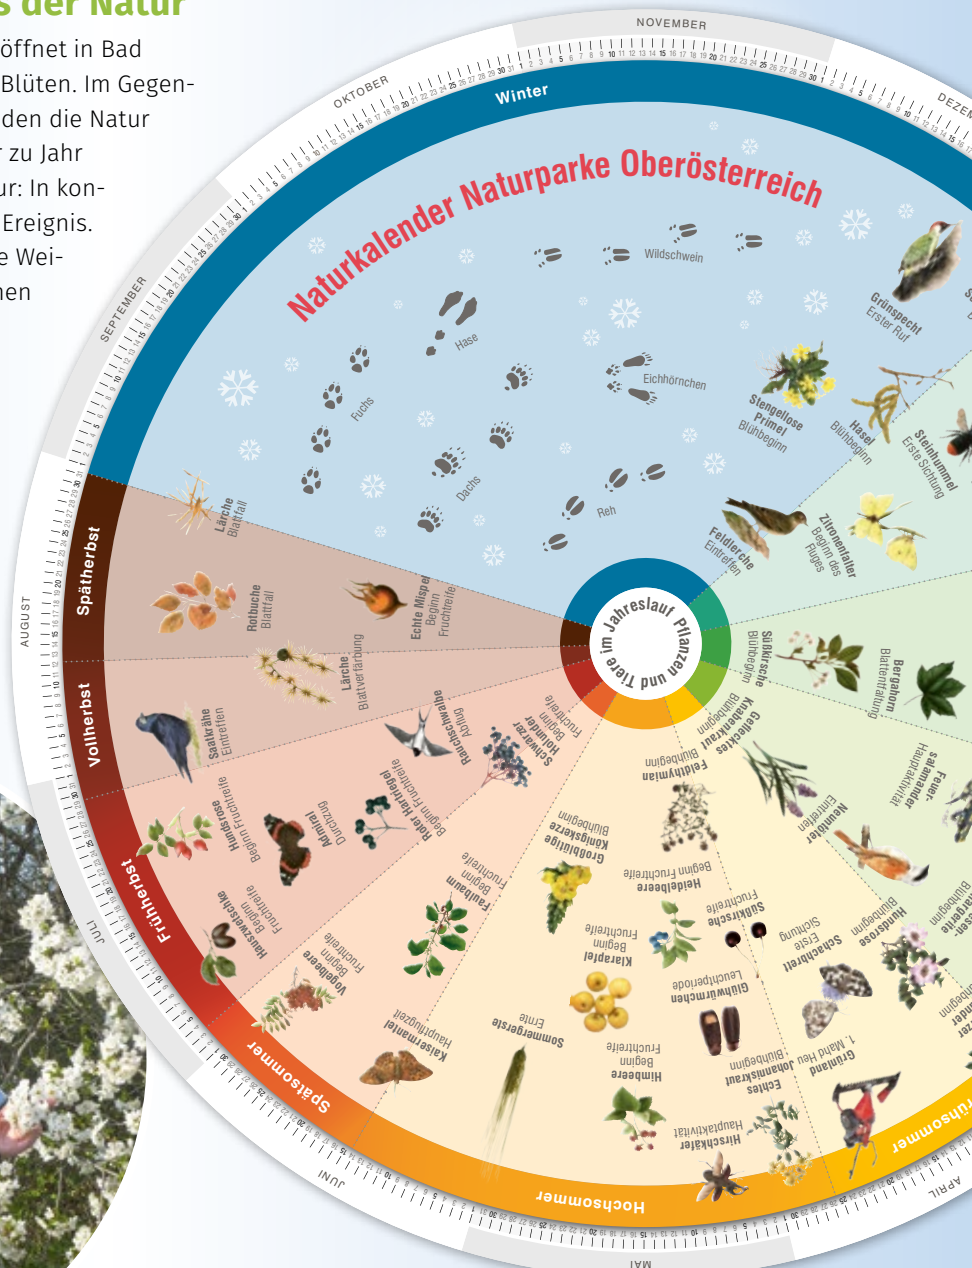 s der Natur
öffnet in Bad
Blüten. Im Gegen-
den die Natur
r zu Jahr
ur: In kon-
Ereignis.
e Wei-
nen
NOVEMBER
OKTOBER
SEPTEMBER
AUGUST
JULI
JUNI
MAI
APRIL
DEZEM
Winter
Naturkalender Naturparke Oberösterreich
Wildschwein
Hase
Eichhörnchen
Fuchs
Dachs
Reh
Grünspecht
Erster Ruf
Stengellose
Primel
Blühbeginn
Hasel
Blühbeginn
Steinhummel
Erste Sichtung
Feldlerche
Eintreffen
Zitronenfalter
Beginn des
Fluges
Lärche
Blattfall
Spätherbst
Rotbuche
Blattfall
Echte Mispel
Beginn
Fruchtreife
Lärche
Blattverfärbung
Vollherbst
Saatkrähe
Eintreffen
Rauchschwalbe
Abflug
Schwarzer
Holunder
Beginn
Fruchtreife
Pflanzen und Tiere im Jahreslauf
Süßkirsche
Blühbeginn
Bergahorn
Blattentfaltung
Geflecktes
Knabenkraut
Blühbeginn
Feuer-
salamander
Hauptaktivität
Neuntöter
Eintreffen
Feldthymian
Blühbeginn
Frühherbst
Hundsrose
Beginn Fruchtreife
Admiral
Durchzug
Roter Hartriegel
Beginn Fruchtreife
Hauszwetschke
Beginn
Fruchtreife
Vogelbeere
Beginn
Fruchtreife
Faulbaum
Beginn
Fruchtreife
Kaisermantel
Hauptflugzeit
Spätsommer
Großblütige
Königskerze
Blühbeginn
Heidelbeere
Beginn Fruchtreife
Klarapfel
Beginn
Fruchtreife
Süßkirsche
Fruchtreife
Glühwürmchen
Leuchtperiode
Sommergerste
Ernte
Himbeere
Beginn
Fruchtreife
Echtes
Johanniskraut
Blühbeginn
Hirschkäfer
Hauptaktivität
Hochsommer
Schachbrett
Erste
Sichtung
Hundsrose
Blühbeginn
Grünland
1. Mahd Heu
Blühbeginn
rühsommer